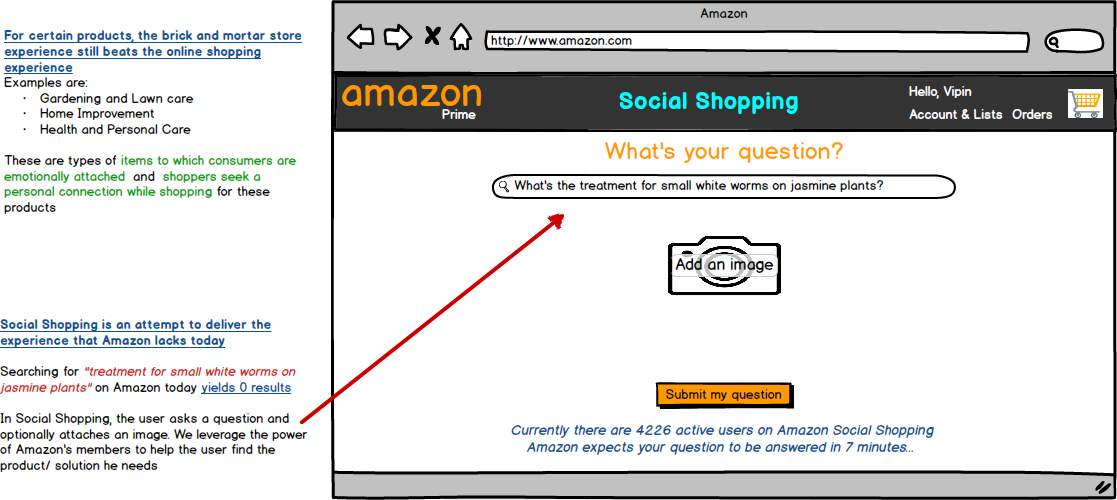 For certain products, the brick and mortar store
experience still beats the online shopping
experience
Examples are:
· Gardening and Lawn care
· Home Improvement
· Health and Personal Care
These are types of items to which consumers are
emotionally attached and shoppers seek a
personal connection while shopping for these
products
Social Shopping is an attempt to deliver the
experience that Amazon lacks today
Searching for "treatment for small white worms on
jasmine plants" on Amazon today yields 0 results
In Social Shopping, the user asks a question and
optionally attaches an image. We leverage the power
of Amazon's members to help the user find the
product/ solution he needs
Amazon
http://www.amazon.com
amazon
Prime
Social Shopping
Hello, Vipin
Account & Lists Orders
What's your question?
What's the treatment for small white worms on jasmine plants?
Add an image
Submit my question
Currently there are 4226 active users on Amazon Social Shopping
Amazon expects your question to be answered in 7 minutes...